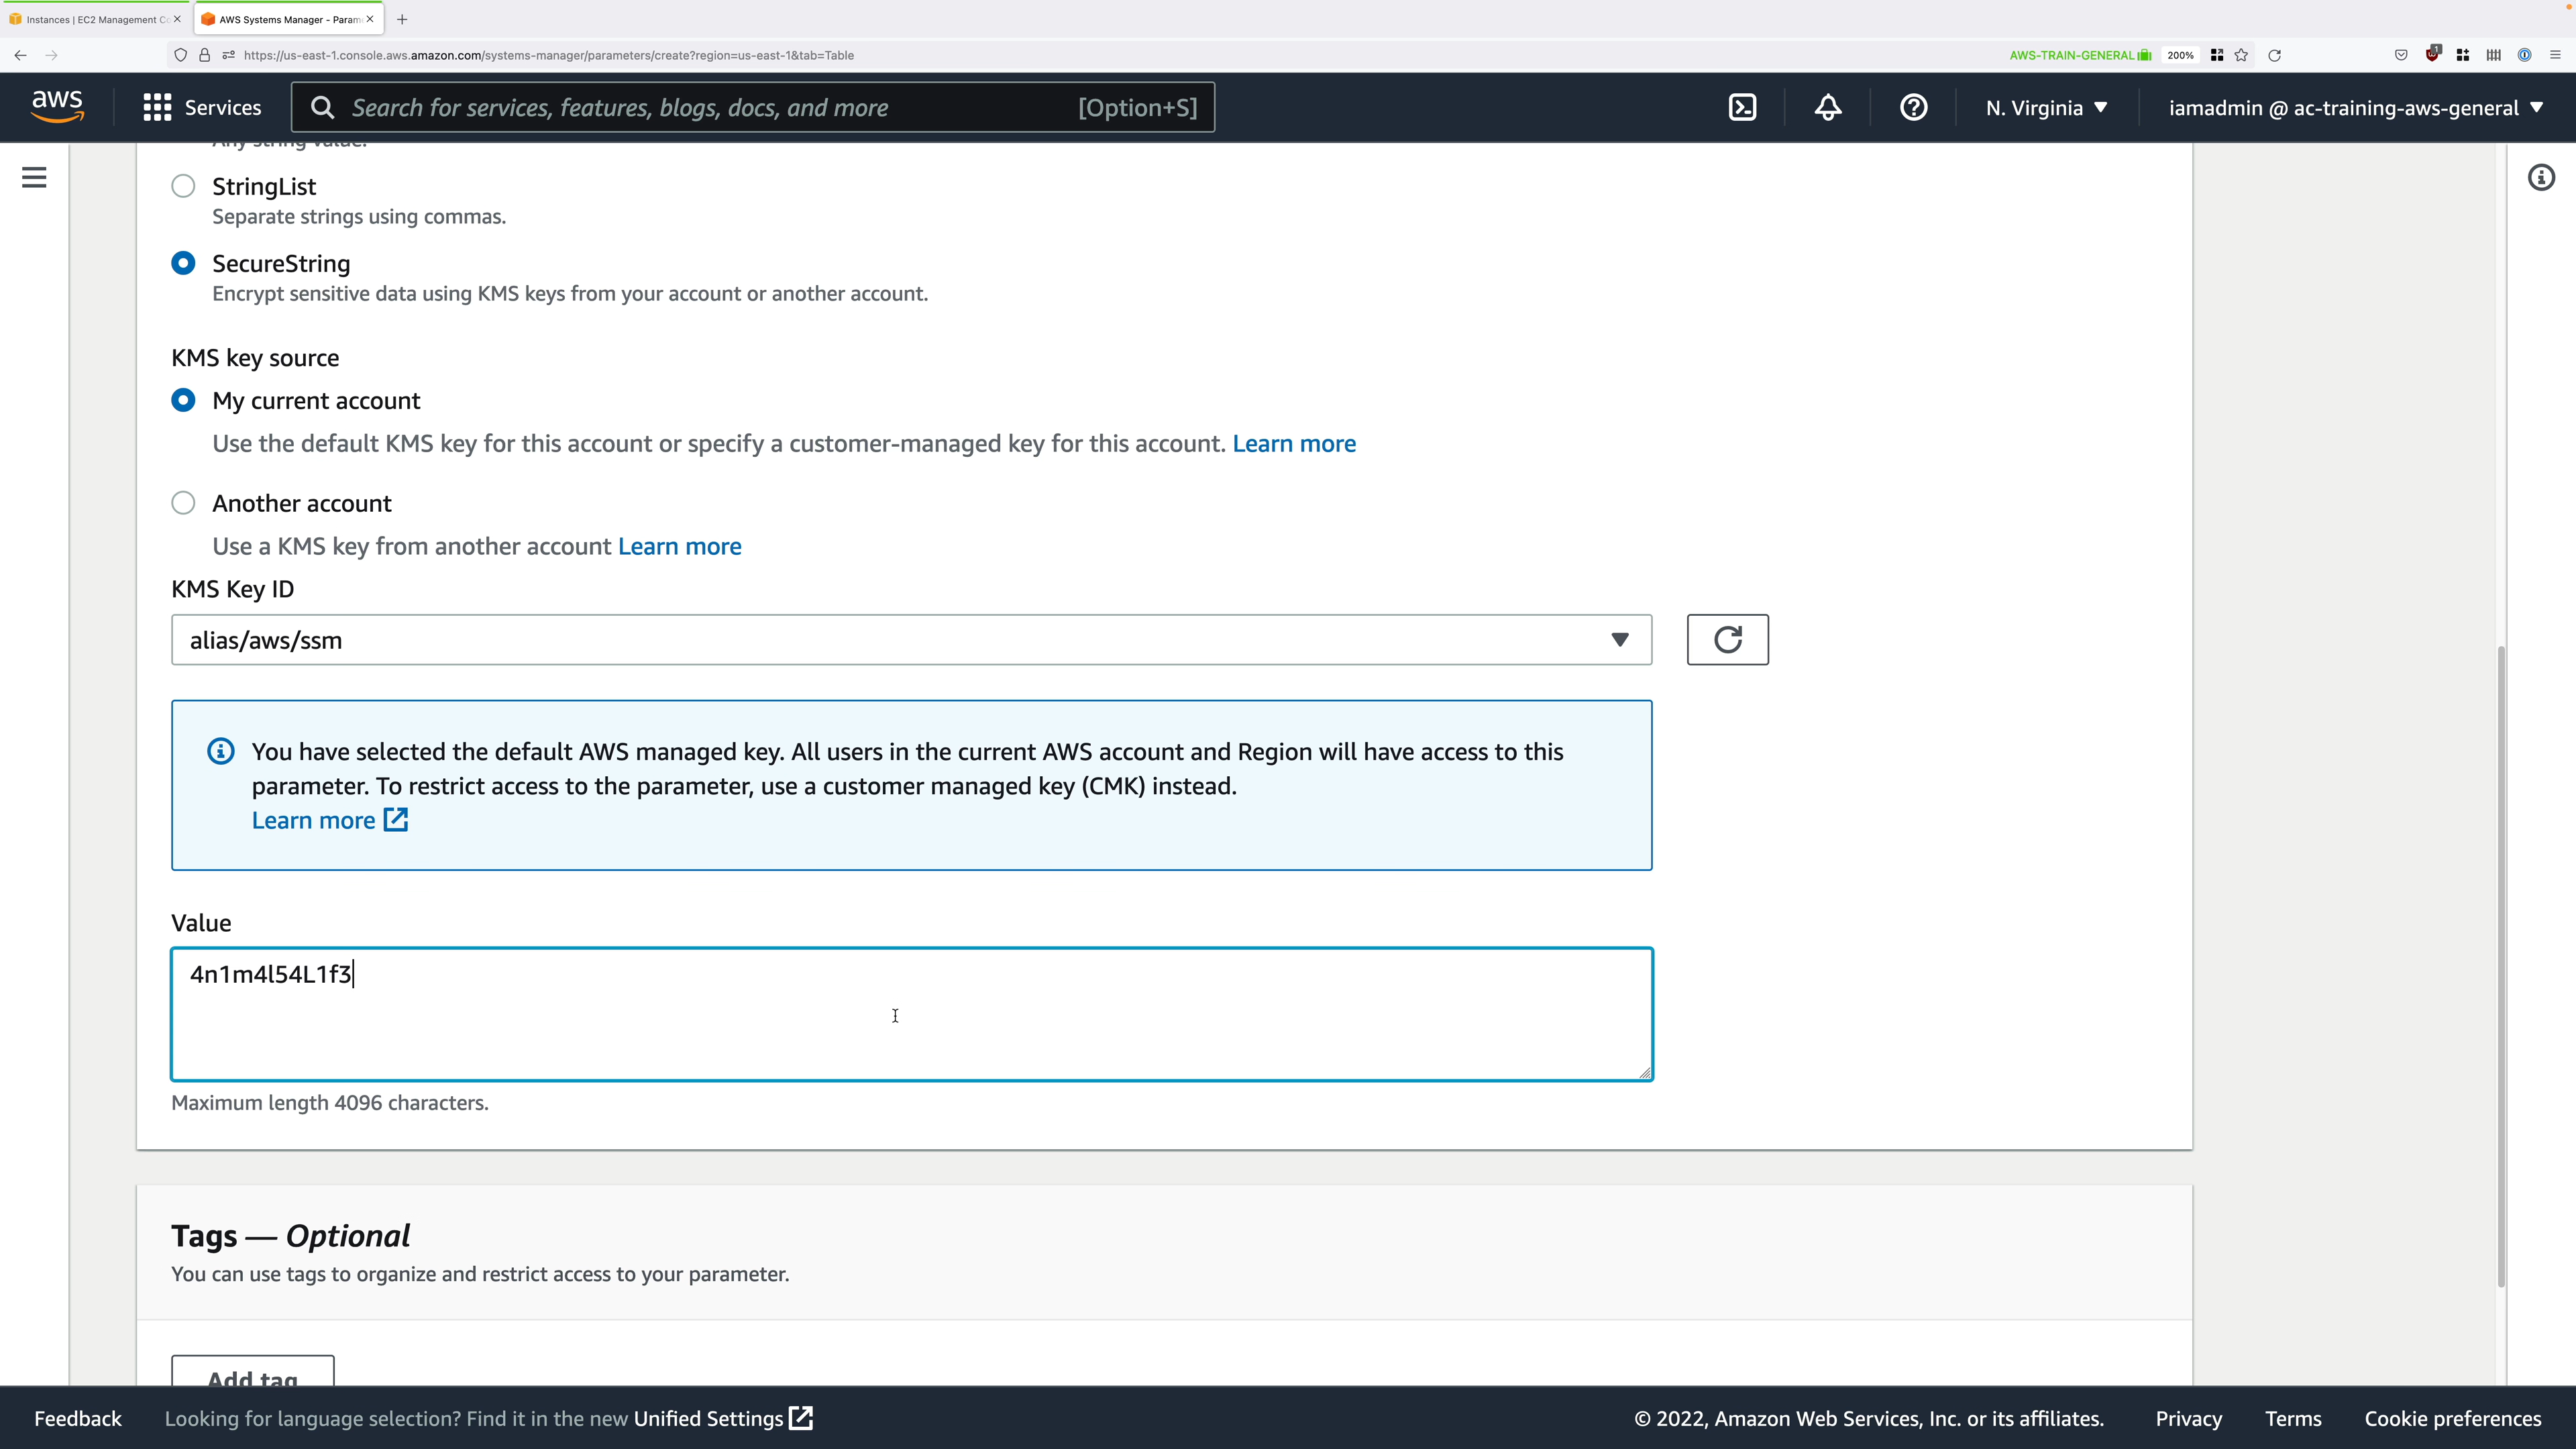 Instances | EC2 Management Co
AWS Systems Manager - Param
https://us-east-1.console.aws.amazon.com/systems-manager/parameters/create?region=us-east-1&tab=Table
AWS-TRAIN-GENERAL
200%
1
aws
Services
Search for services, features, blogs, docs, and more
[Option+S]
N. Virginia
iamadmin @ ac-training-aws-general
Any string value.
StringList
Separate strings using commas.
SecureString
Encrypt sensitive data using KMS keys from your account or another account.
KMS key source
My current account
Use the default KMS key for this account or specify a customer-managed key for this account. Learn more
Another account
Use a KMS key from another account Learn more
KMS Key ID
alias/aws/ssm
You have selected the default AWS managed key. All users in the current AWS account and Region will have access to this
parameter. To restrict access to the parameter, use a customer managed key (CMK) instead.
Learn more
Value
4n1m4l54L1f3
Maximum length 4096 characters.
Tags — Optional
You can use tags to organize and restrict access to your parameter.
Add tag
Feedback
Looking for language selection? Find it in the new Unified Settings
© 2022, Amazon Web Services, Inc. or its affiliates.
Privacy
Terms
Cookie preferences